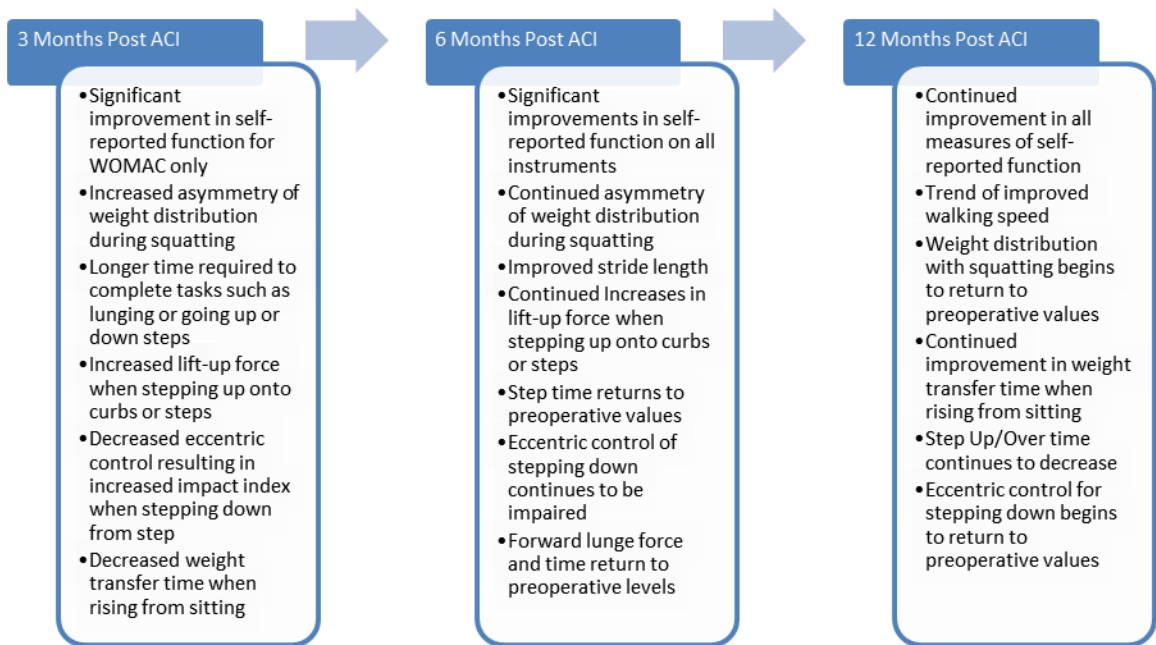 3 Months Post ACI
•Significant
improvement in self-
reported function for
WOMAC only
•Increased asymmetry of
weight distribution
during squatting
•Longer time required to
complete tasks such as
lunging or going up or
down steps
•Increased lift-up force
when stepping up onto
curbs or steps
•Decreased eccentric
control resulting in
increased impact index
when stepping down
from step
•Decreased weight
transfer time when
rising from sitting
6 Months Post ACI
•Significant
improvements in self-
reported function on all
instruments
•Continued asymmetry
of weight distribution
during squatting
•Improved stride length
•Continued Increases in
lift-up force when
stepping up onto curbs
or steps
•Step time returns to
preoperative values
•Eccentric control of
stepping down
continues to be
impaired
•Forward lunge force
and time return to
preoperative levels
12 Months Post ACI
•Continued
improvement in all
measures of self-
reported function
•Trend of improved
walking speed
•Weight distribution
with squatting begins
to return to
preoperative values
•Continued
improvement in weight
transfer time when
rising from sitting
•Step Up/Over time
continues to decrease
•Eccentric control for
stepping down begins
to return to
preoperative values